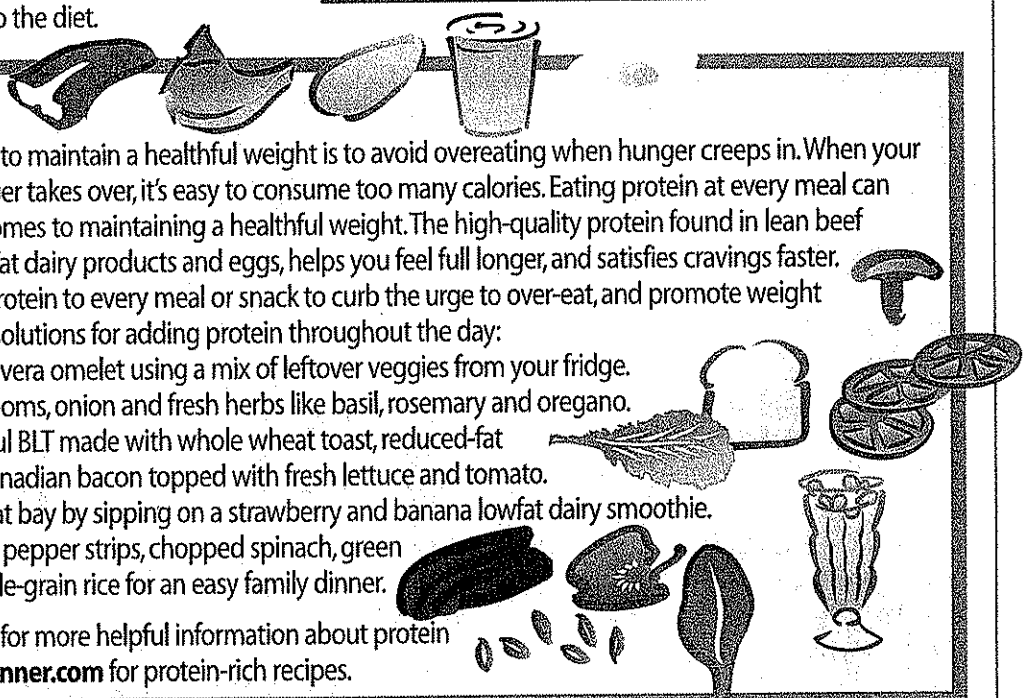 o the diet.
to maintain a healthful weight is to avoid overeating when hunger creeps in. When your
er takes over, it's easy to consume too many calories. Eating protein at every meal can
omes to maintaining a healthful weight. The high-quality protein found in lean beef
at dairy products and eggs, helps you feel full longer, and satisfies cravings faster.
rotein to every meal or snack to curb the urge to over-eat, and promote weight
solutions for adding protein throughout the day:
vera omelet using a mix of leftover veggies from your fridge.
ooms, onion and fresh herbs like basil, rosemary and oregano.
ul BLT made with whole wheat toast, reduced-fat
nadian bacon topped with fresh lettuce and tomato.
at bay by sipping on a strawberry and banana lowfat dairy smoothie.
pepper strips, chopped spinach, green
le-grain rice for an easy family dinner.
for more helpful information about protein
nner.com for protein-rich recipes.